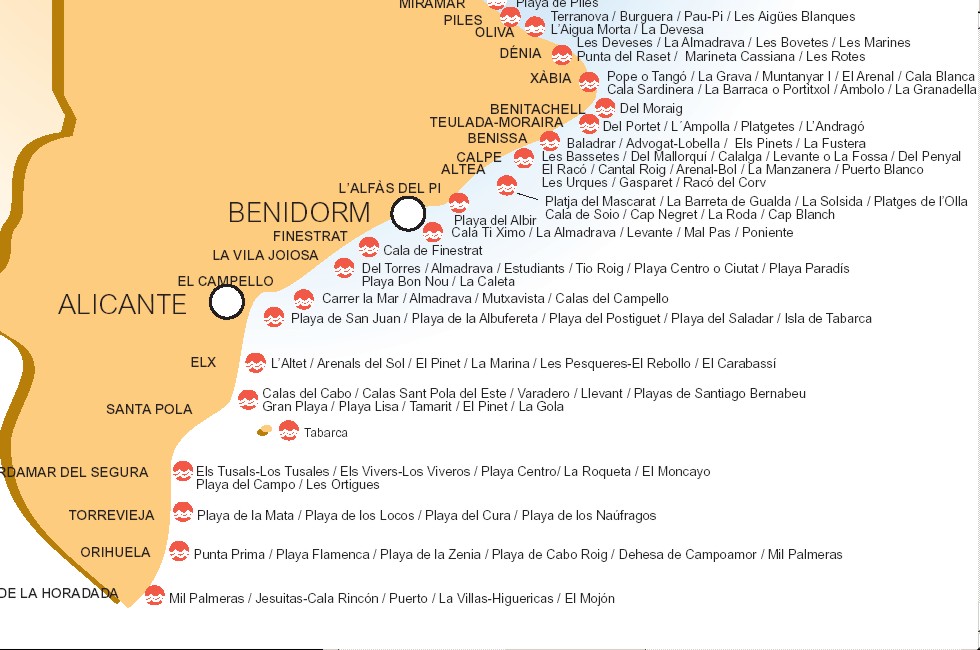 MIRAMAR
Playa de Piles
PILES
Terranova / Burguera / Pau-Pi / Les Aigües Blanques
OLIVA
L'Aigua Morta / La Devesa
Les Deveses / La Almadrava / Les Bovetes / Les Marines
DÉNIA
Punta del Raset / Marineta Cassiana / Les Rotes
XÀBIA
Pope o Tangó / La Grava / Muntanyar I / El Arenal / Cala Blanca
Cala Sardinera / La Barraca o Portitxol / Ambolo / La Granadella
BENITACHELL
Del Moraig
TEULADA-MORAIRA
Del Portet / L´Ampolla / Platgetes / L'Andragó
BENISSA
Baladrar / Advogat-Lobella / Els Pinets / La Fustera
CALPE
Les Bassetes / Del Mallorquí / Calalga / Levante o La Fossa / Del Penyal
El Racó / Cantal Roig / Arenal-Bol / La Manzanera / Puerto Blanco
Les Urques / Gasparet / Racó del Corv
ALTEA
Platja del Mascarat / La Barreta de Gualda / La Solsida / Platges de l'Olla
Cala de Soio / Cap Negret / La Roda / Cap Blanch
L'ALFÀS DEL PI
Playa del Albir
BENIDORM
Cala Ti Ximo / La Almadrava / Levante / Mal Pas / Poniente
FINESTRAT
Cala de Finestrat
LA VILA JOIOSA
Del Torres / Almadrava / Estudiants / Tio Roig / Playa Centro o Ciutat / Playa Paradís
Playa Bon Nou / La Caleta
EL CAMPELLO
Carrer la Mar / Almadrava / Mutxavista / Calas del Campello
ALICANTE
Playa de San Juan / Playa de la Albufereta / Playa del Postiguet / Playa del Saladar / Isla de Tabarca
ELX
L'Altet / Arenals del Sol / El Pinet / La Marina / Les Pesqueres-El Rebollo / El Carabassí
SANTA POLA
Calas del Cabo / Calas Sant Pola del Este / Varadero / Llevant / Playas de Santiago Bernabeu
Gran Playa / Playa Lisa / Tamarit / El Pinet / La Gola
Tabarca
RDAMAR DEL SEGURA
Els Tusals-Los Tusales / Els Vivers-Los Viveros / Playa Centro/ La Roqueta / El Moncayo
Playa del Campo / Les Ortigues
TORREVIEJA
Playa de la Mata / Playa de los Locos / Playa del Cura / Playa de los Naúfragos
ORIHUELA
Punta Prima / Playa Flamenca / Playa de la Zenia / Playa de Cabo Roig / Dehesa de Campoamor / Mil Palmeras
DE LA HORADADA
Mil Palmeras / Jesuitas-Cala Rincón / Puerto / La Villas-Higuericas / El Mojón